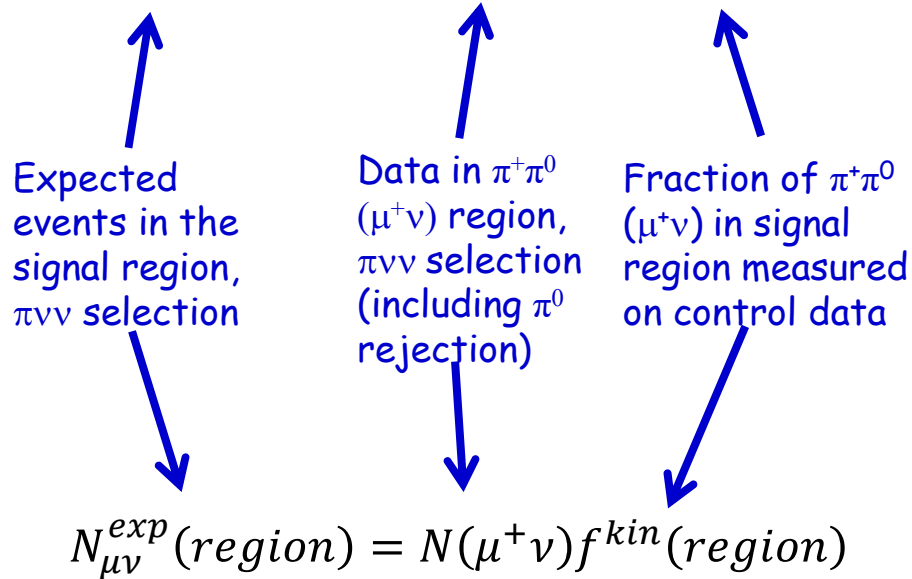 Expected
events in the
signal region,
πνν selection
Data in π⁺π⁰
(μ⁺ν) region,
πνν selection
(including π⁰
rejection)
Fraction of π⁺π⁰
(μ⁺ν) in signal
region measured
on control data
N_{μν}^{exp}(region) = N(μ⁺ν)f^{kin}(region)